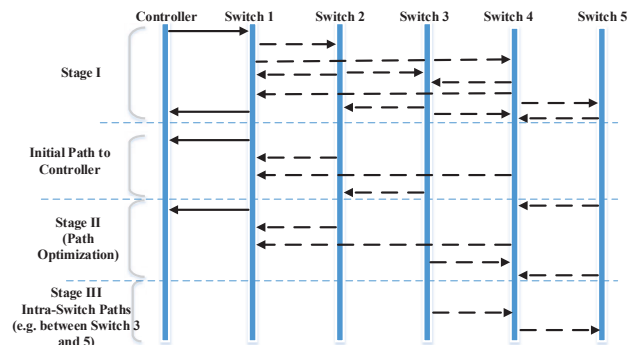 Controller Switch 1 Switch 2 Switch 3 Switch 4 Switch 5
Stage I
Initial Path to
Controller
Stage II
(Path
Optimization)
Stage III
Intra-Switch Paths
(e.g. between Switch 3
and 5)